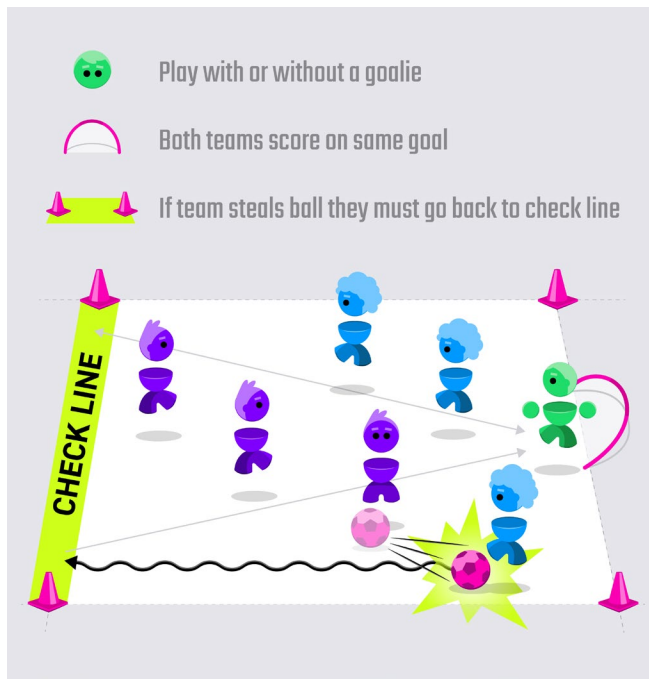 Play with or without a goalie
Both teams score on same goal
If team steals ball they must go back to check line
CHECK LINE